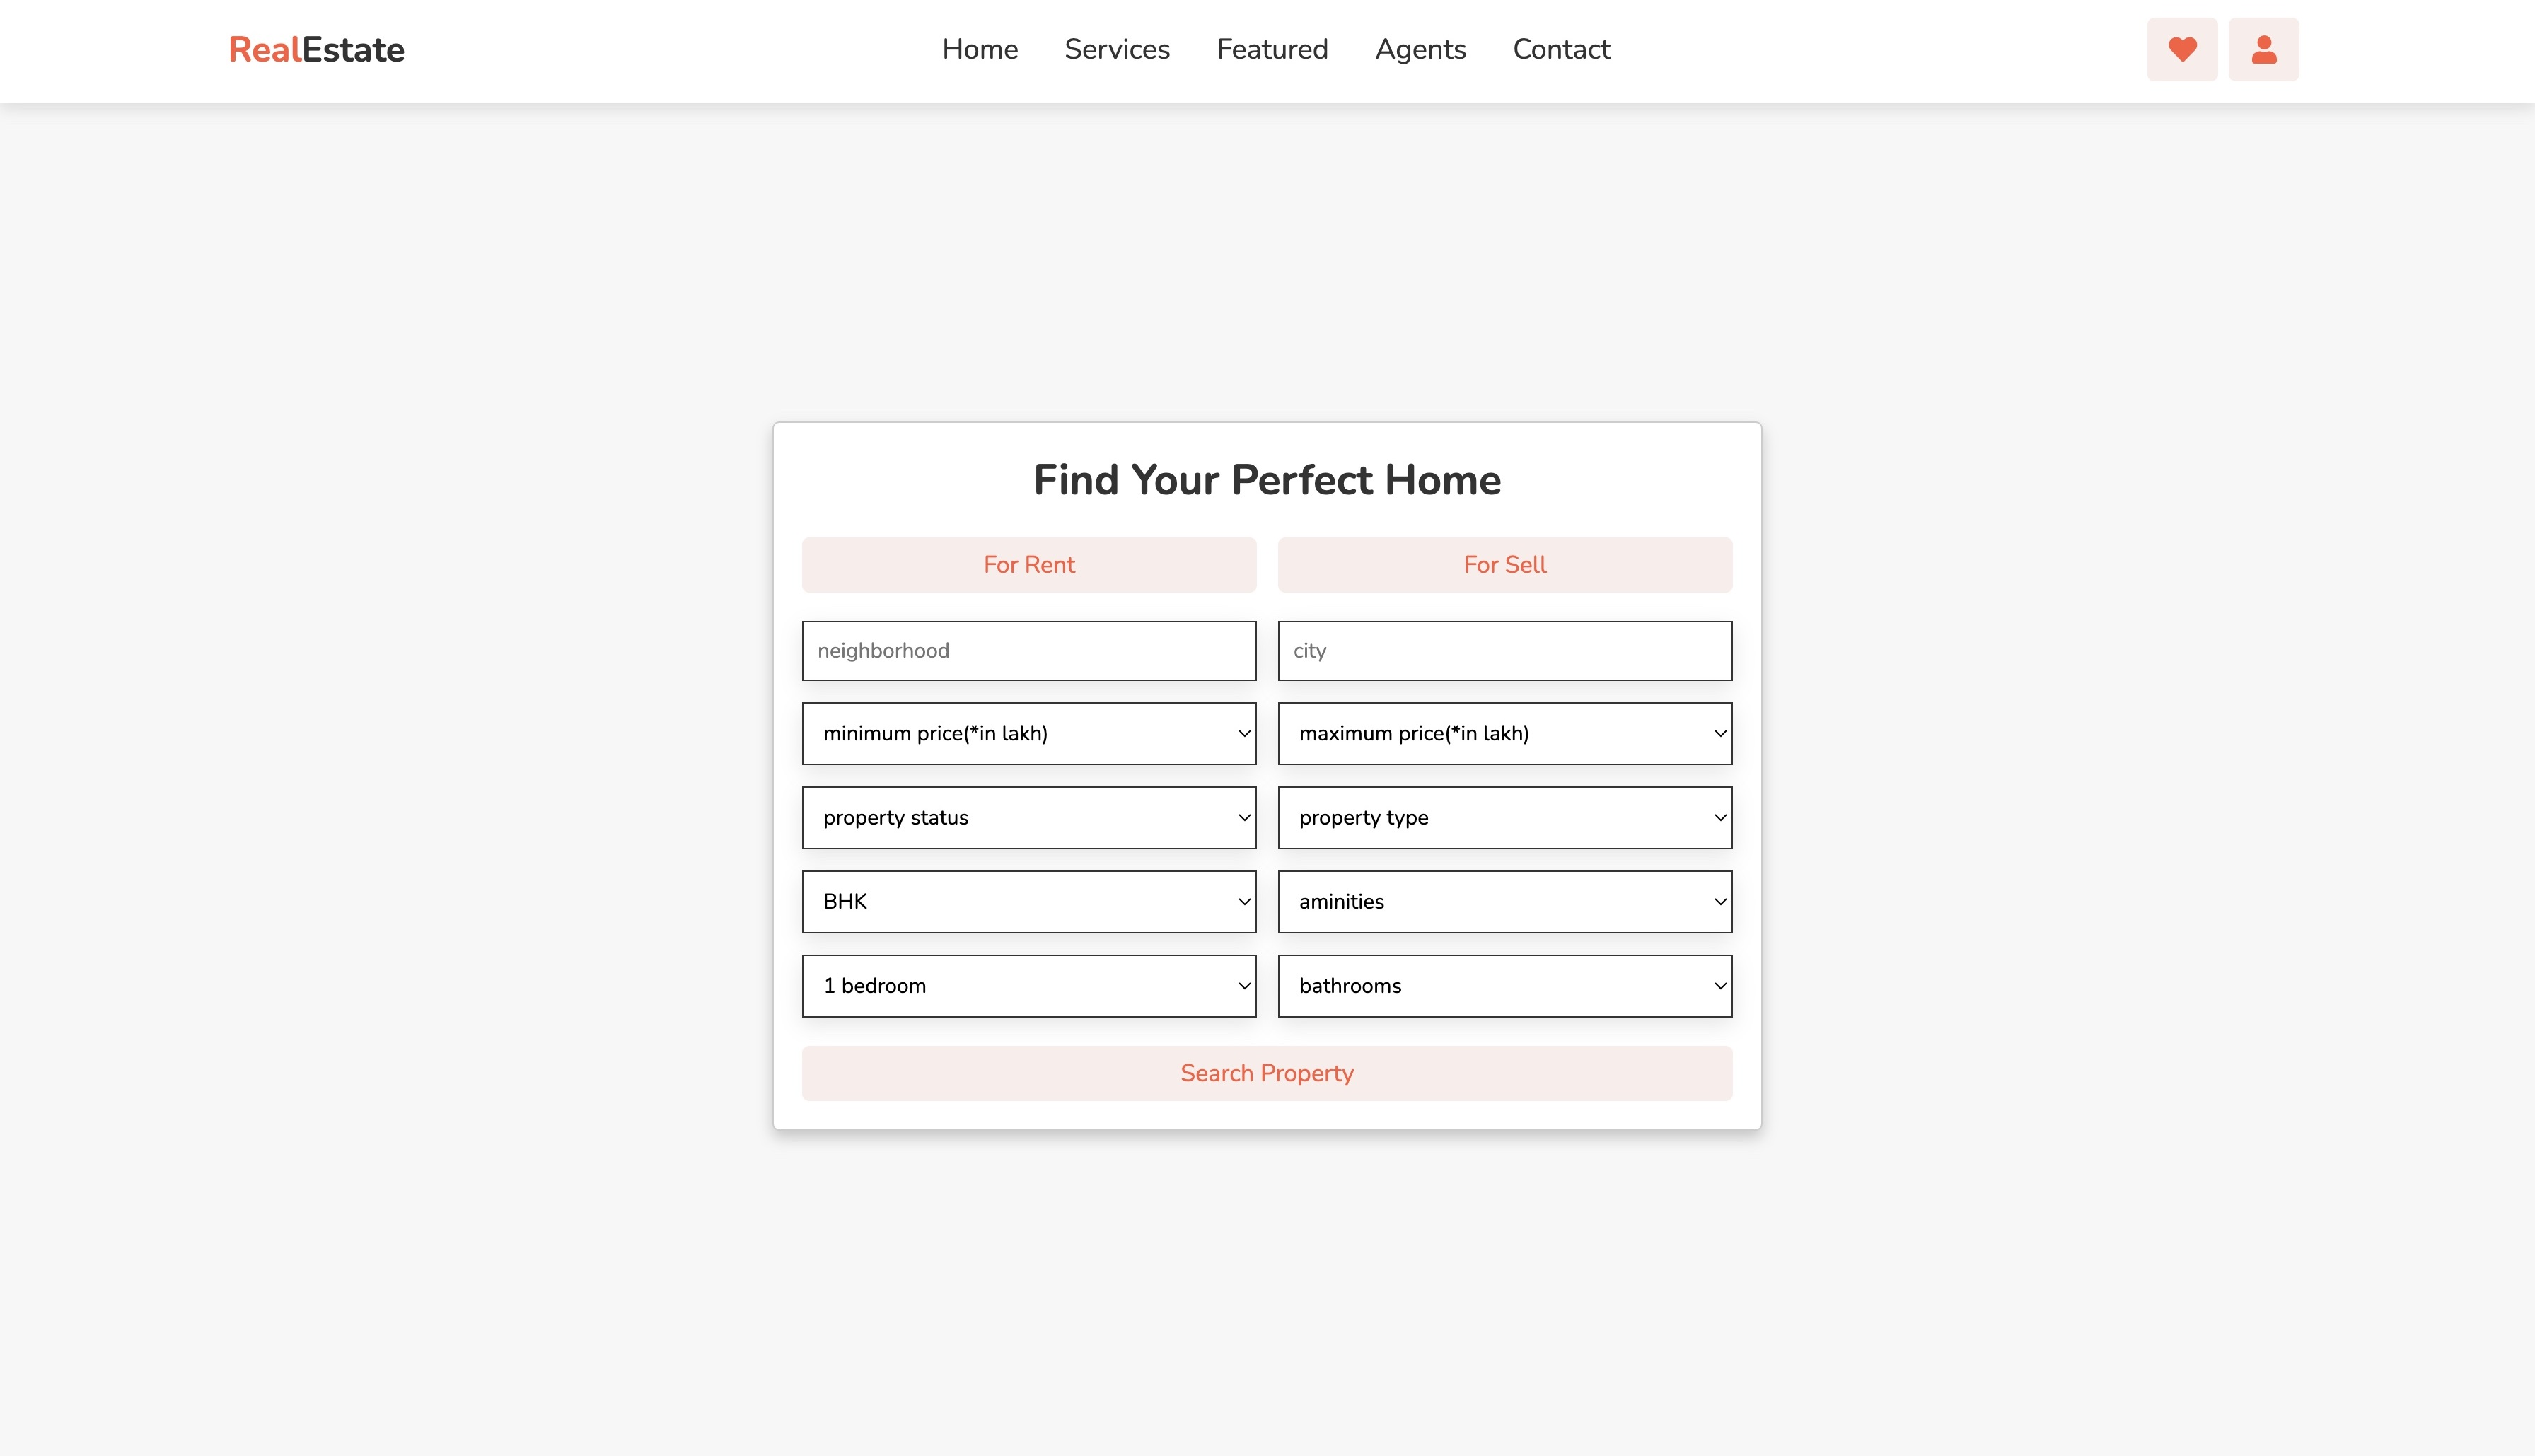 RealEstate
Home Services Featured Agents Contact
Find Your Perfect Home
For Rent For Sell
neighborhood city
minimum price(*in lakh) maximum price(*in lakh)
property status property type
BHK aminities
1 bedroom bathrooms
Search Property